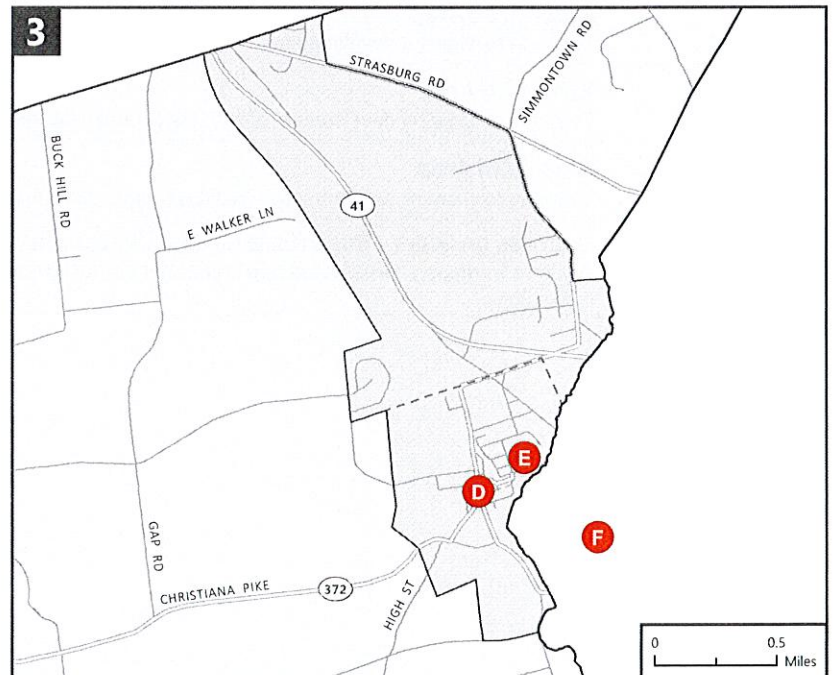 3
STRASBURG RD
SIMMONTOWN RD
BUCK HILL RD
E WALKER LN
41
E
D
F
GAP RD
CHRISTIANA PIKE
372
HIGH ST
0 0.5
Miles